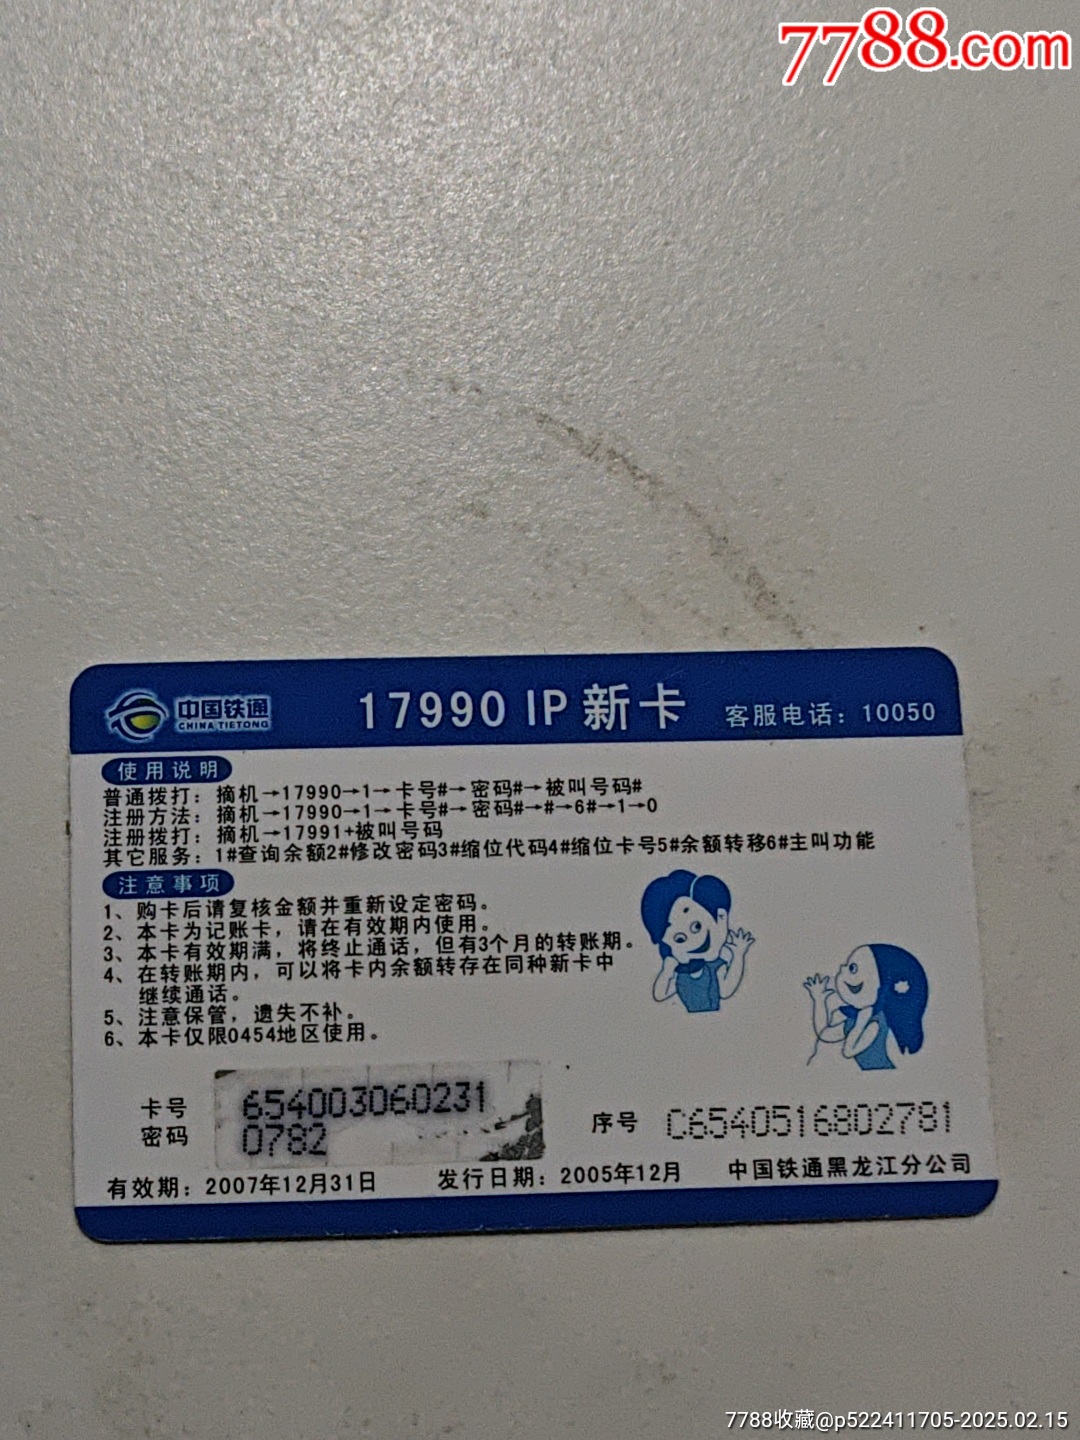 7788.com
中国铁通
CHINA TIETONG
17990 IP 新卡
客服电话：10050
使用说明
普通拨打：摘机→17990→1→卡号#→密码#→被叫号码#
注册方法：摘机→17990→1→卡号#→密码#→#→6#→1→0
注册拨打：摘机→17991+被叫号码
其它服务：1#查询余额2#修改密码3#缩位代码4#缩位卡号5#余额转移6#主叫功能
注意事项
1、购卡后请复核金额并重新设定密码。
2、本卡为记账卡，请在有效期内使用。
3、本卡有效期满，将终止通话，但有3个月的转账期。
4、在转账期内，可以将卡内余额转存在同种新卡中
继续通话。
5、注意保管，遗失不补。
6、本卡仅限0454地区使用。
卡号 654003060231
密码 0782
序号 C6540516802781
有效期：2007年12月31日 发行日期：2005年12月 中国铁通黑龙江分公司
7788收藏@p522411705-2025.02.15